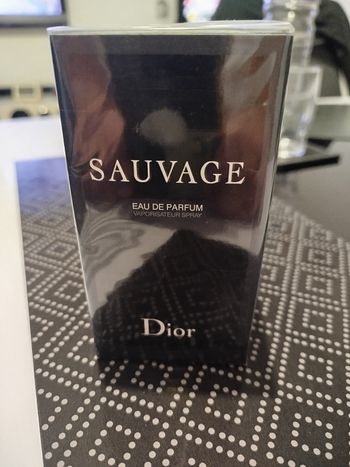 SAUVAGE
EAU DE PARFUM
VAPORISATEUR SPRAY
Dior